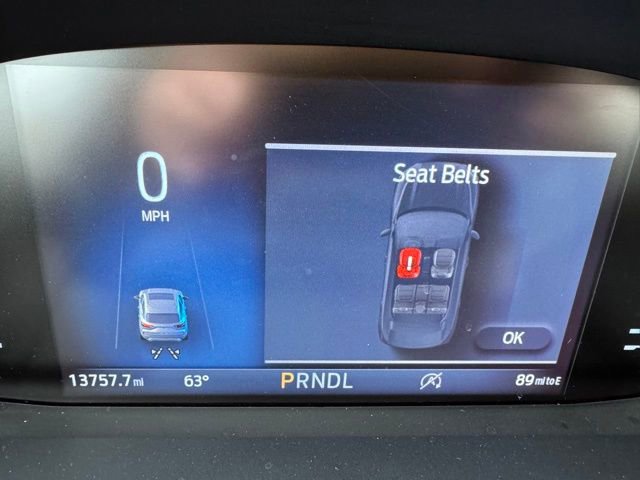 Seat Belts
0
MPH
!
OK
13757.7 mi 63° PRNDL A 89 mi to E